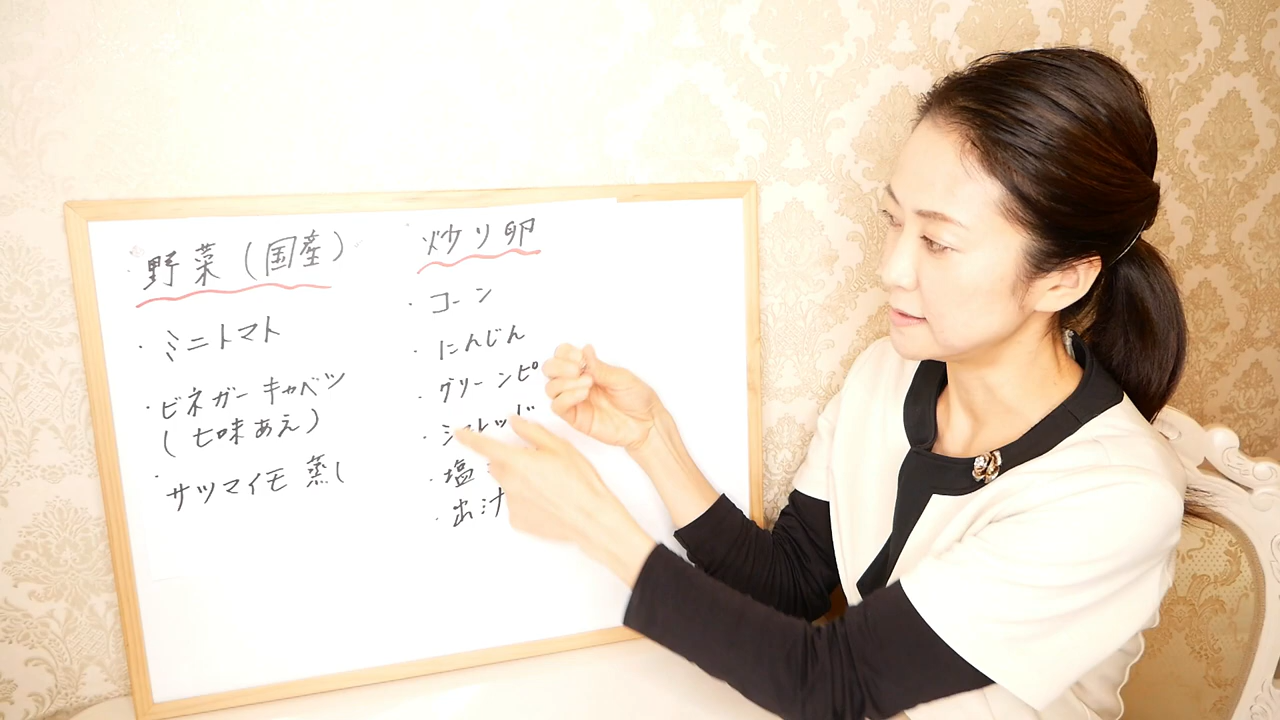 野菜（国産）
・ミニトマト
・ビネガーキャベツ
（七味あえ）
・サツマイモ蒸し
炒り卵
・コーン
・にんじん
・グリーンピ
・塩
・出汁